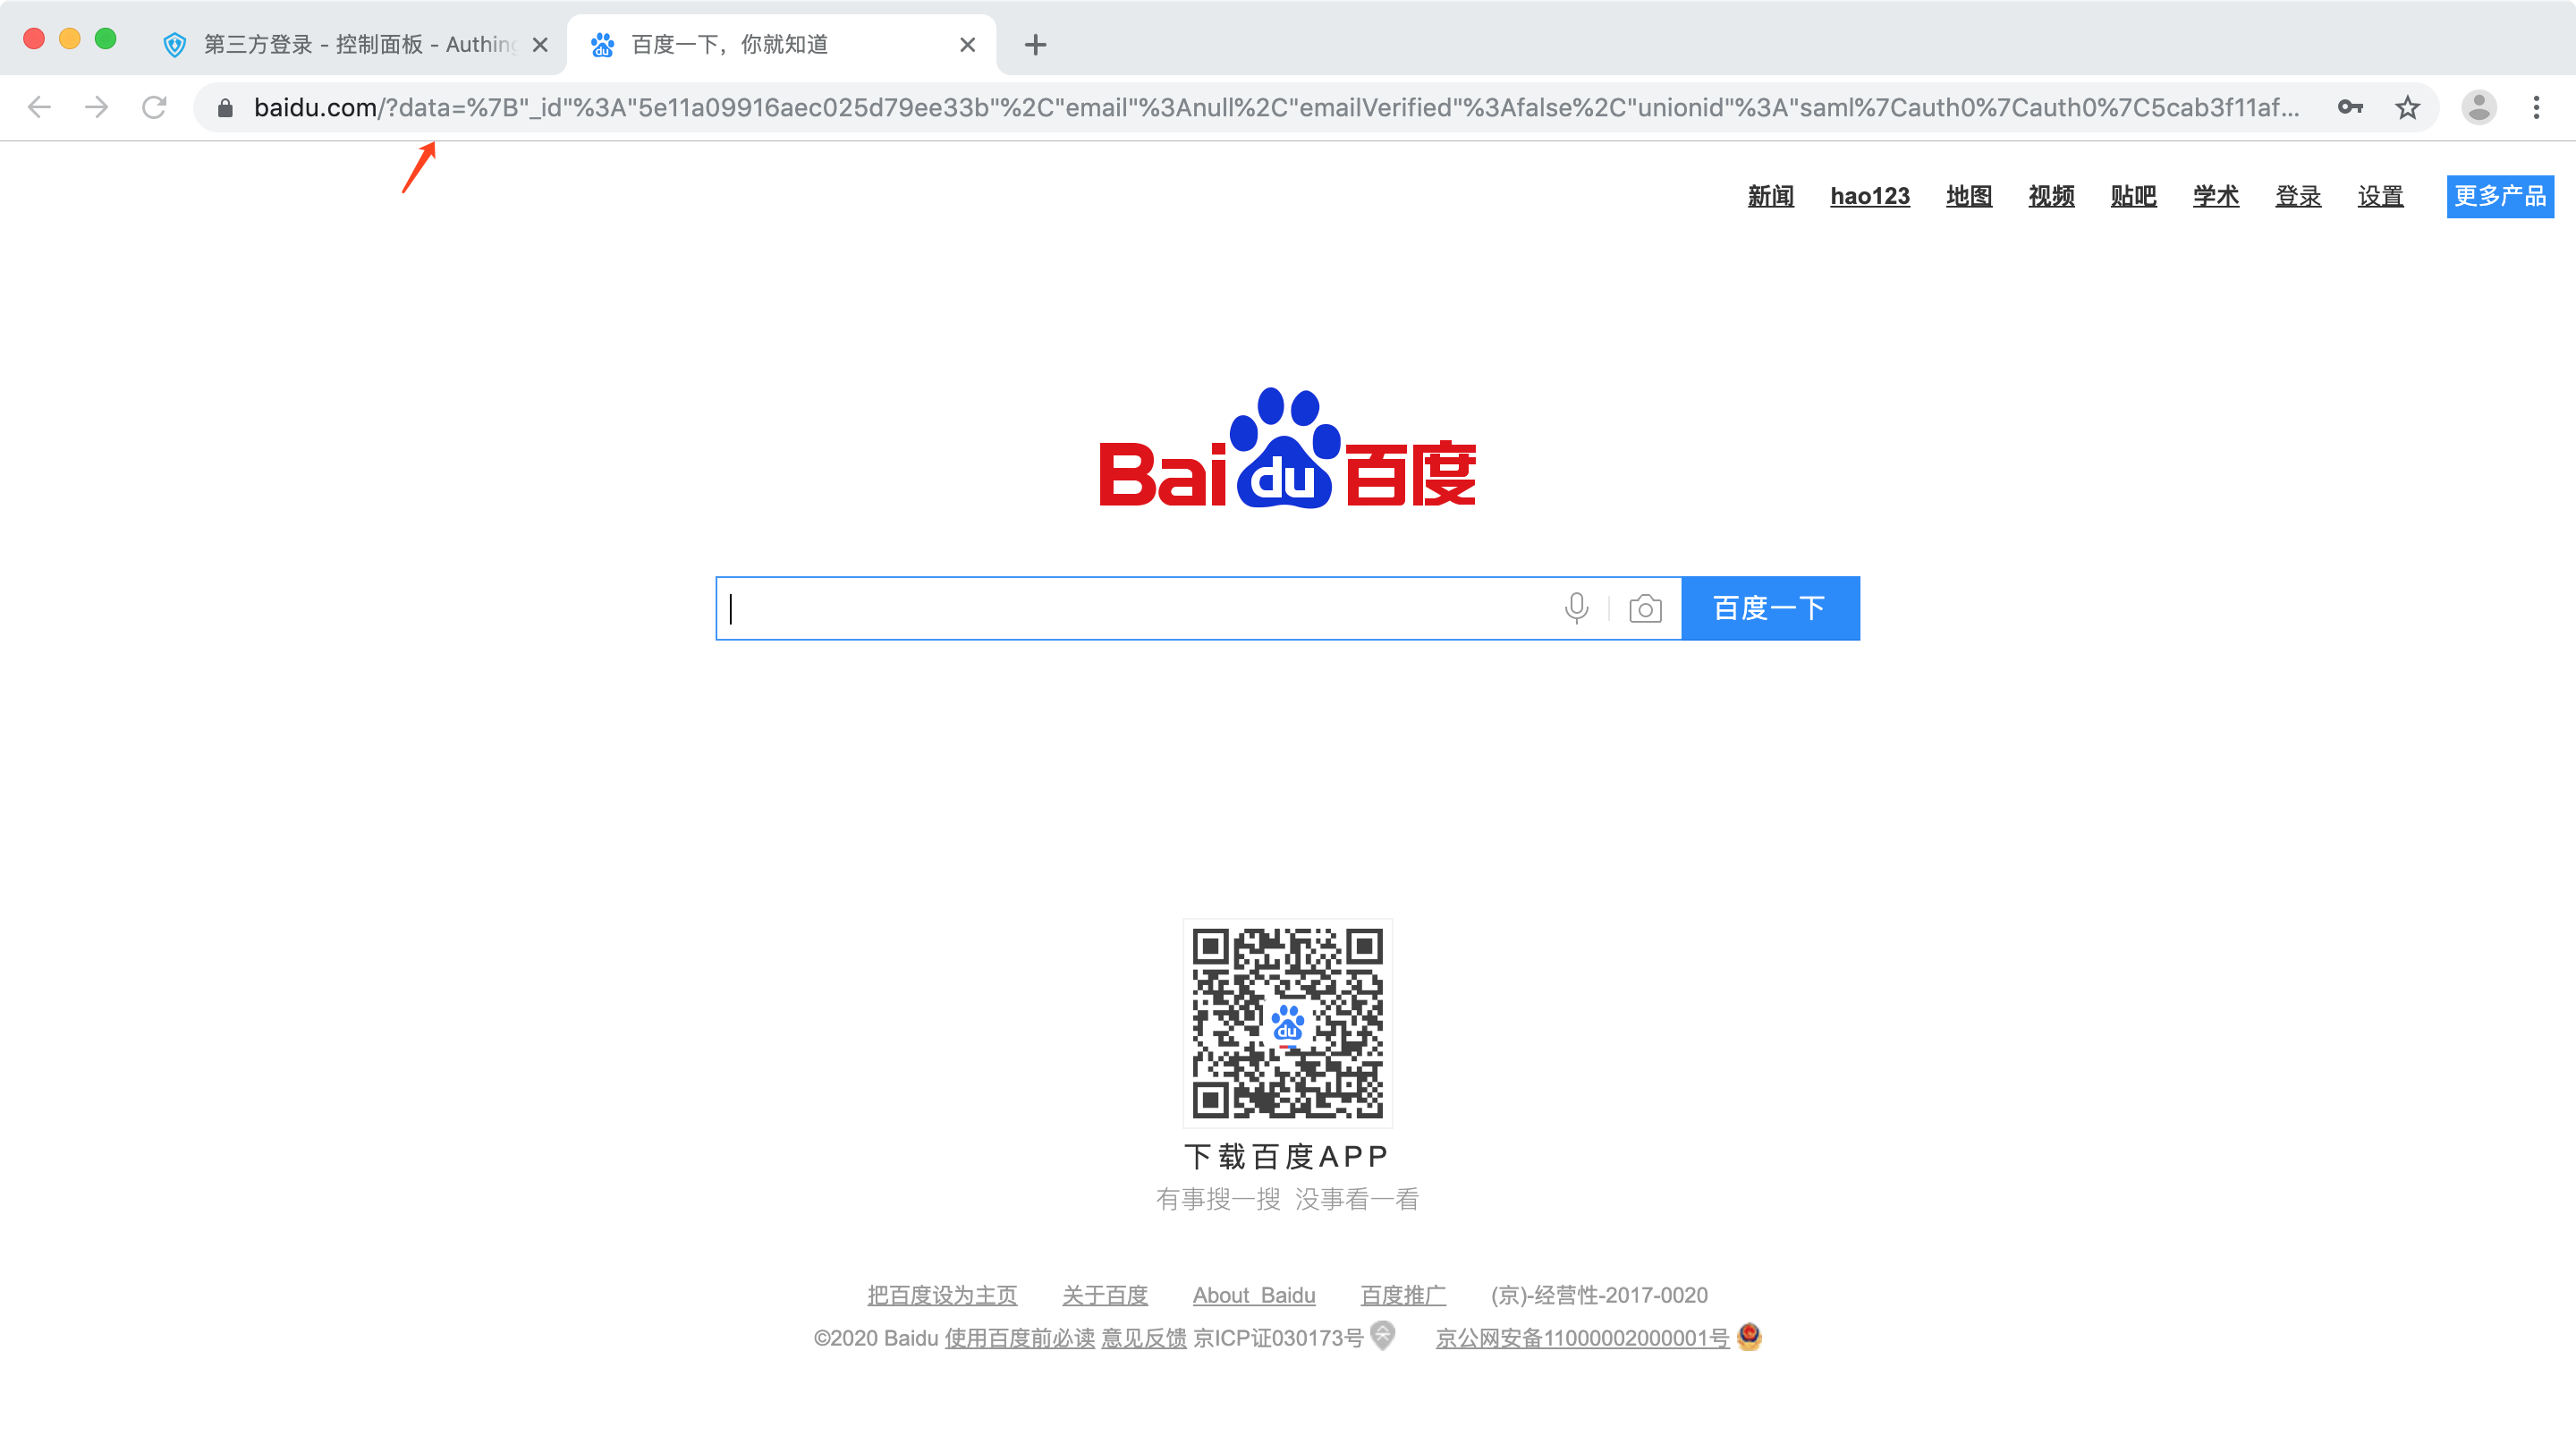 第三方登录 - 控制面板 - Authing
百度一下，你就知道
baidu.com/?data=%7B"_id"%3A"5e11a09916aec025d79ee33b"%2C"email"%3Anull%2C"emailVerified"%3Afalse%2C"unionid"%3A"saml%7Cauth0%7Cauth0%7C5cab3f11af...
新闻 hao123 地图 视频 贴吧 学术 登录 设置 更多产品
Bai du 百度
百度一下
du
下载百度APP
有事搜一搜 没事看一看
把百度设为主页 关于百度 About Baidu 百度推广 (京)-经营性-2017-0020
©2020 Baidu 使用百度前必读 意见反馈 京ICP证030173号 京公网安备11000002000001号